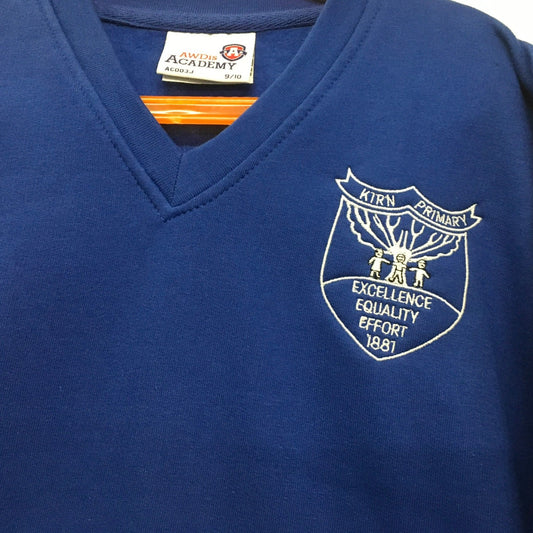 AWDis
ACADEMY
AC003J
9/10
KIRN PRIMARY
EXCELLENCE
EQUALITY
EFFORT
1881